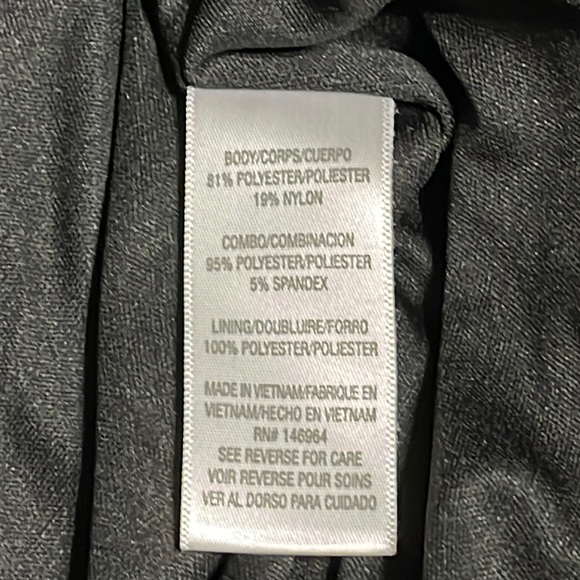 BODY/CORPS/CUERPO
81% POLYESTER/POLIESTER
19% NYLON
COMBO/COMBINACION
95% POLYESTER/POLIESTER
5% SPANDEX
LINING/DOUBLUIRE/FORRO
100% POLYESTER/POLIESTER
MADE IN VIETNAM/FABRIQUE EN
VIETNAM/HECHO EN VIETNAM
RN# 146964
SEE REVERSE FOR CARE
VOIR REVERSE POUR SOINS
VER AL DORSO PARA CUIDADO